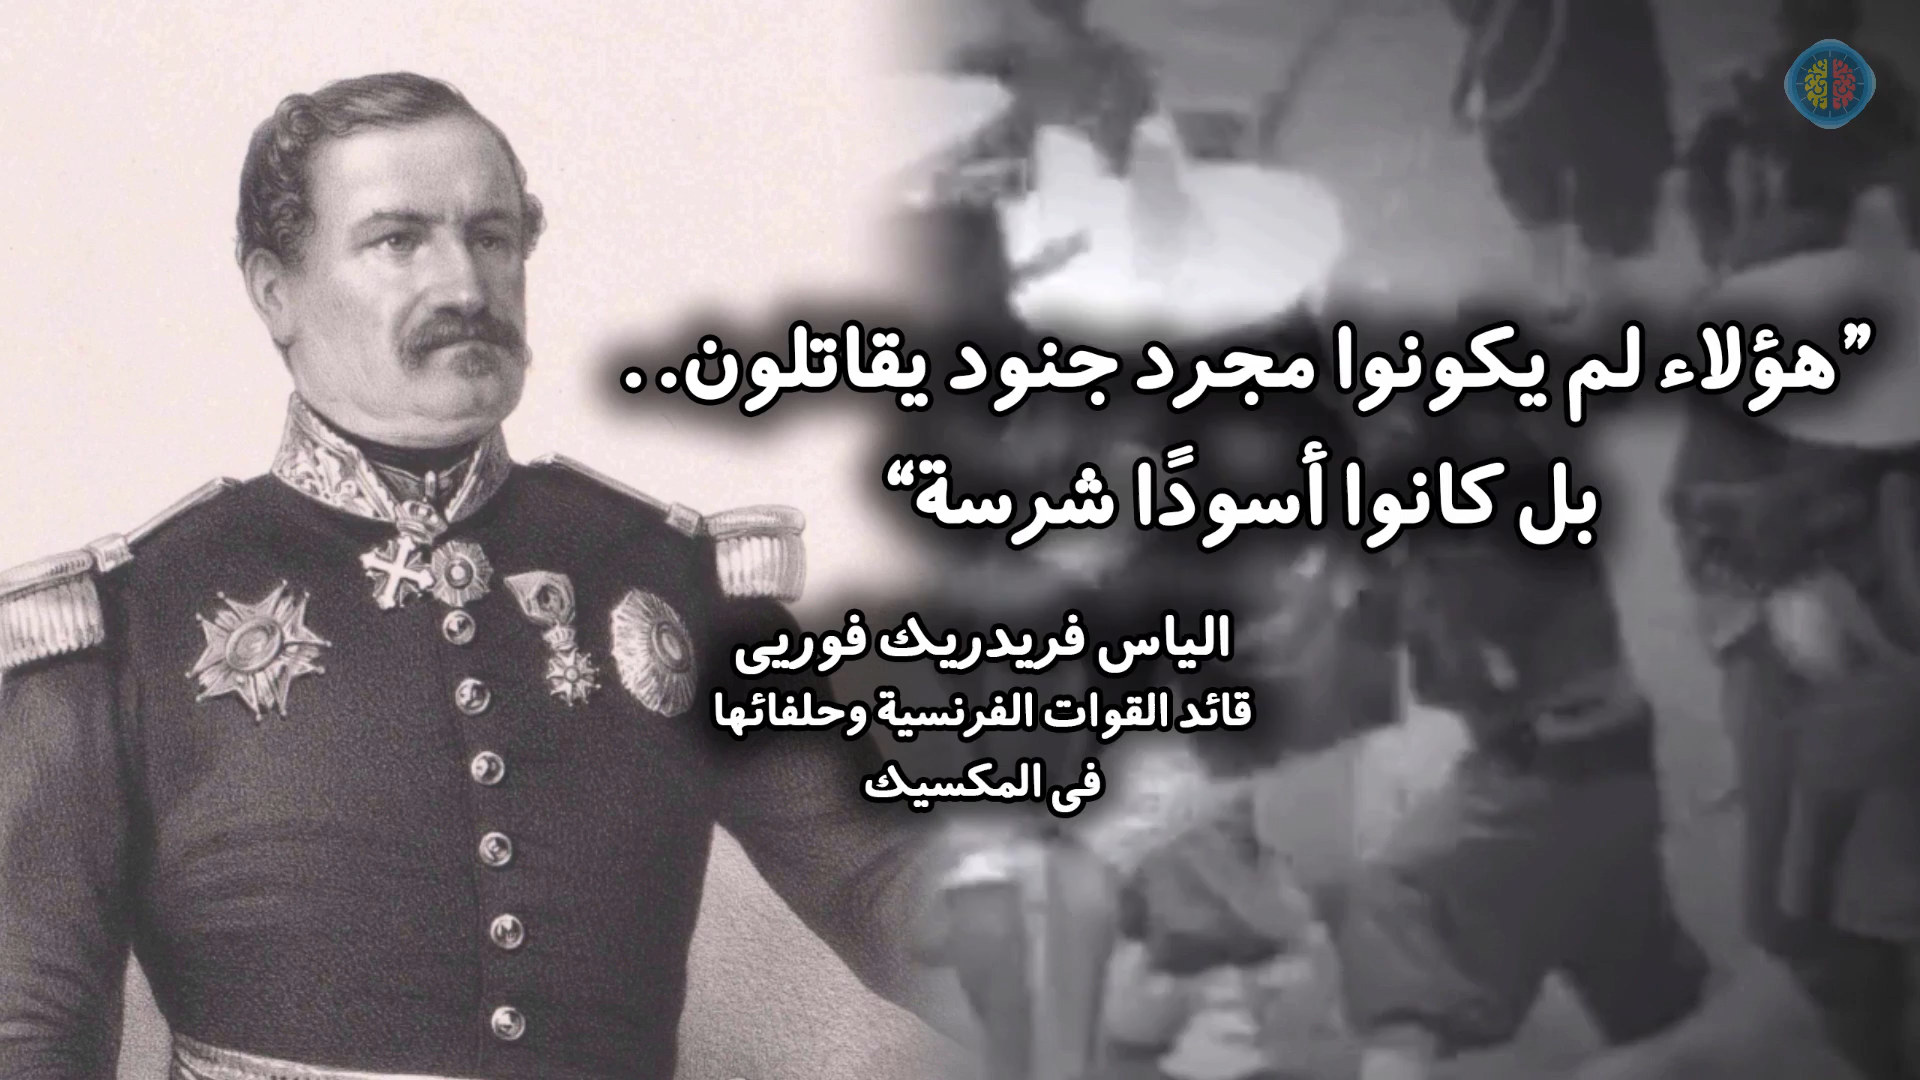 ”هؤلاء لم يكونوا مجرد جنود يقاتلون..
بل كانوا أسودًا شرسة“
الياس فريدريك فوريى
قائد القوات الفرنسية وحلفائها
فى المكسيك